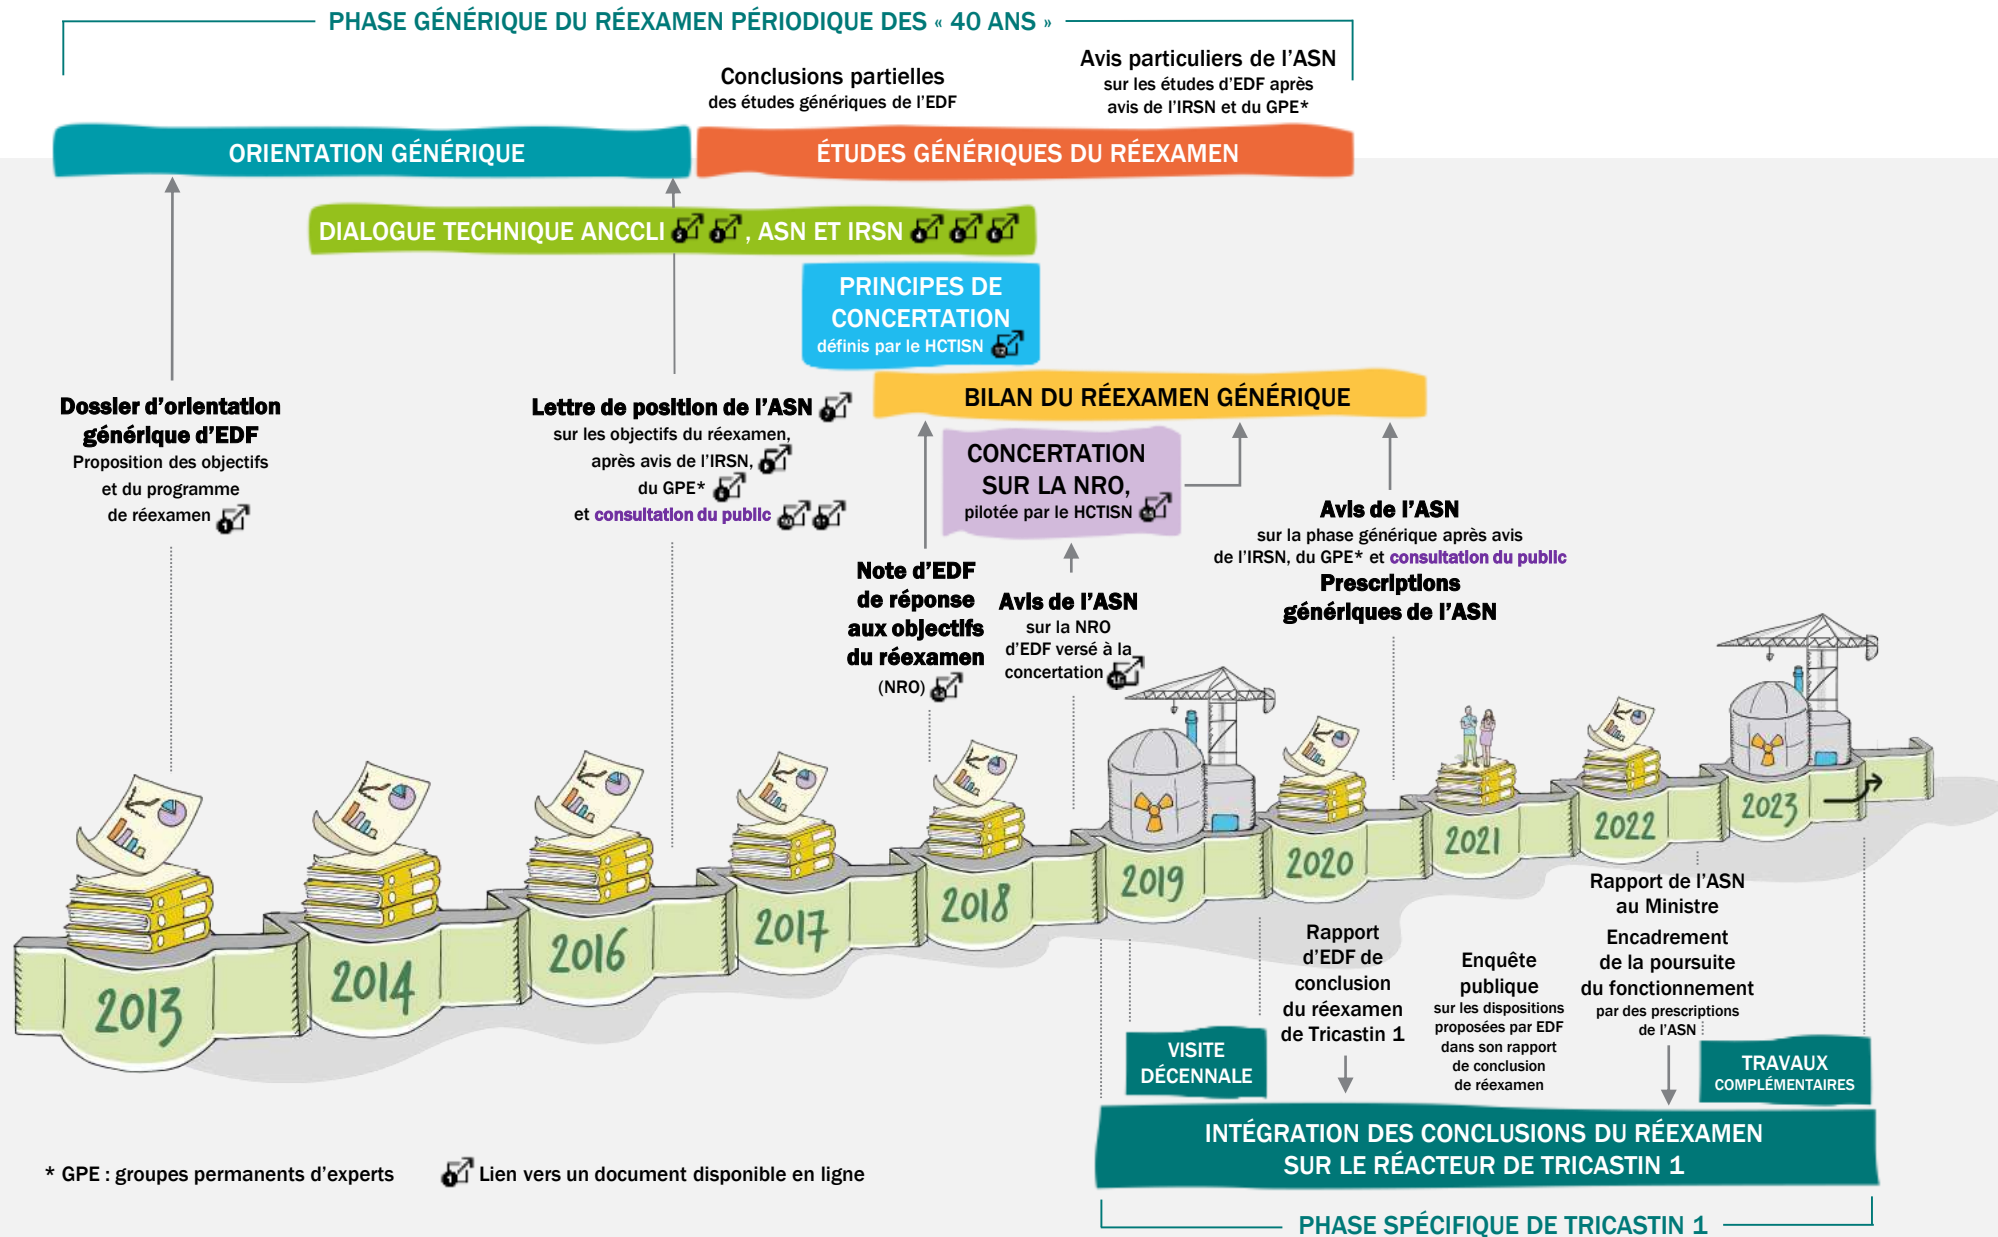 PHASE GÉNÉRIQUE DU RÉEXAMEN PÉRIODIQUE DES « 40 ANS »
Conclusions partielles
des études génériques de l'EDF
Avis particuliers de l'ASN
sur les études d'EDF après
avis de l'IRSN et du GPE*
ORIENTATION GÉNÉRIQUE
ÉTUDES GÉNÉRIQUES DU RÉEXAMEN
DIALOGUE TECHNIQUE ANCCLI , ASN ET IRSN
PRINCIPES DE
CONCERTATION
définis par le HCTISN
BILAN DU RÉEXAMEN GÉNÉRIQUE
Dossier d'orientation
générique d'EDF
Proposition des objectifs
et du programme
de réexamen
1
Lettre de position de l'ASN
sur les objectifs du réexamen,
après avis de l'IRSN,
du GPE*
et consultation du public
CONCERTATION
SUR LA NRO,
pilotée par le HCTISN
Note d'EDF
de réponse
aux objectifs
du réexamen
(NRO)
Avis de l'ASN
sur la NRO
d'EDF versé à la
concertation
Avis de l'ASN
sur la phase générique après avis
de l'IRSN, du GPE* et consultation du public
Prescriptions
génériques de l'ASN
2013
2014
2016
2017
2018
2019
2020
2021
2022
2023
Rapport
d'EDF de
conclusion
du réexamen
de Tricastin 1
Enquête
publique
sur les dispositions
proposées par EDF
dans son rapport
de conclusion
de réexamen
Rapport de l'ASN
au Ministre
Encadrement
de la poursuite
du fonctionnement
par des prescriptions
de l'ASN
VISITE
DÉCENNALE
TRAVAUX
COMPLÉMENTAIRES
INTÉGRATION DES CONCLUSIONS DU RÉEXAMEN
SUR LE RÉACTEUR DE TRICASTIN 1
PHASE SPÉCIFIQUE DE TRICASTIN 1
* GPE : groupes permanents d'experts
1
Lien vers un document disponible en ligne